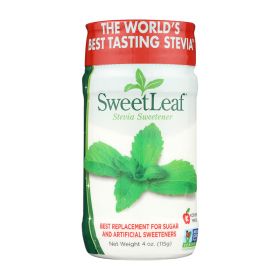 THE WORLD'S
BEST TASTING STEVIA
SweetLeaf
Stevia Sweetener
BEST REPLACEMENT FOR SUGAR
AND ARTIFICIAL SWEETENERS
Net Weight 4 oz. (115g)